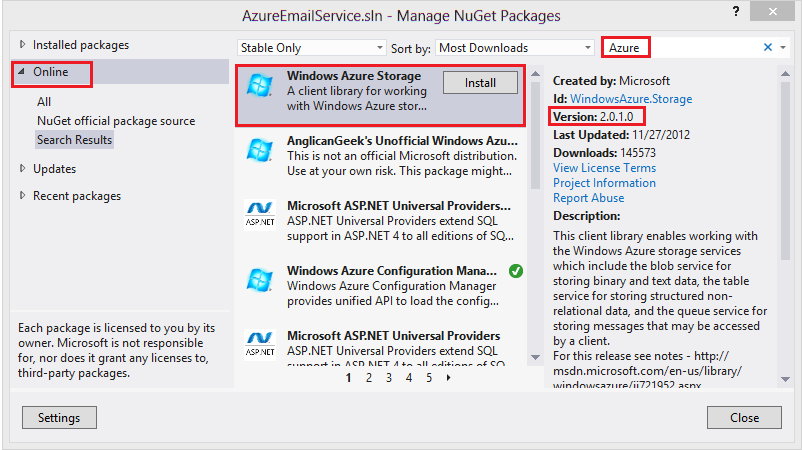 AzureEmailService.sln - Manage NuGet Packages
?
Installed packages
Online
All
NuGet official package source
Search Results
Updates
Recent packages
Each package is licensed to you by its
owner. Microsoft is not responsible
for, nor does it grant any licenses to,
third-party packages.
Stable Only
Sort by:
Most Downloads
Azure
Windows Azure Storage
A client library for working
with Windows Azure stor...
Install
AnglicanGeek's Unofficial Windows Azu...
This is not an official Microsoft distribution.
Use at your own risk. This package might...
ASP.NET
Microsoft ASP.NET Universal Providers...
ASP.NET Universal Providers extend SQL
support in ASP.NET 4 to all editions of SQ...
Windows Azure Configuration Mana...
Windows Azure Configuration Manager
provides unified API to load the config...
ASP.NET
Microsoft ASP.NET Universal Providers
ASP.NET Universal Providers extend SQL
support in ASP.NET 4 to all editions of SQ...
1 2 3 4 5
Created by: Microsoft
Id: WindowsAzure.Storage
Version: 2.0.1.0
Last Updated: 11/27/2012
Downloads: 145573
View License Terms
Project Information
Report Abuse
Description:
This client library enables working with
the Windows Azure storage services
which include the blob service for
storing binary and text data, the table
service for storing structured non-
relational data, and the queue service for
storing messages that may be accessed
by a client.
For this release see notes - http://
msdn.microsoft.com/en-us/library/
windowsazure/jj721952.aspx
Settings
Close